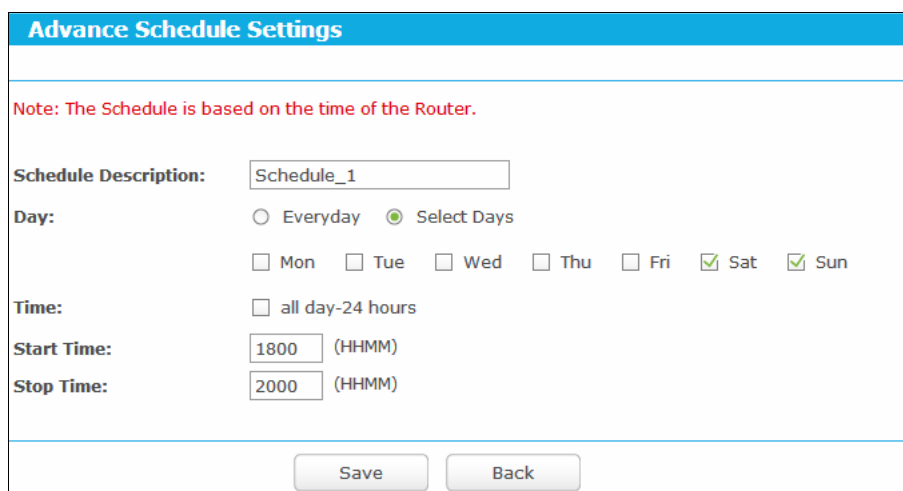 Advance Schedule Settings
Note: The Schedule is based on the time of the Router.
Schedule Description: Schedule_1
Day: Everyday Select Days
Mon Tue Wed Thu Fri Sat Sun
Time: all day-24 hours
Start Time: 1800 (HHMM)
Stop Time: 2000 (HHMM)
Save Back